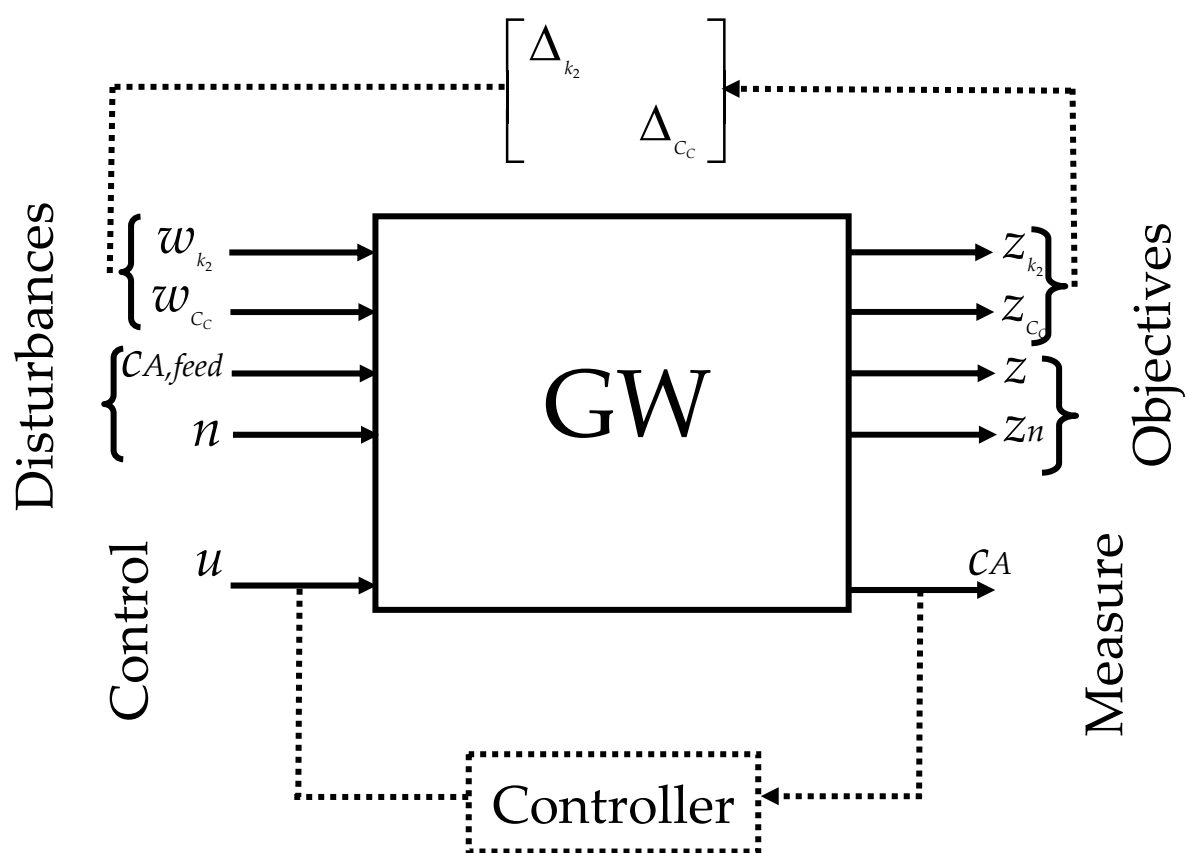 Δk2
ΔCC
Disturbances
wk2
wCC
cA,feed
n
GW
zk2
zCC
z
zn
Objectives
Control
u
cA
Measure
Controller